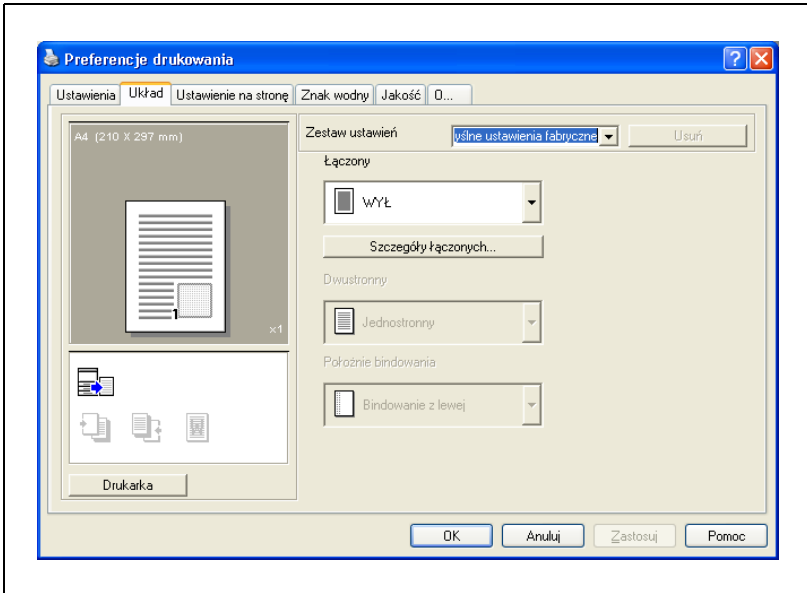 Preferencje drukowania
Ustawienia Układ Ustawienie na stronę Znak wodny Jakość O...
A4 (210 X 297 mm)
Zestaw ustawień yślne ustawienia fabryczne Usuń
Łączony
WYŁ
Szczegóły łączonych...
Dwustronny
1
x1
Jednostronny
Położnie bindowania
Bindowanie z lewej
Drukarka
OK Anuluj Zastosuj Pomoc